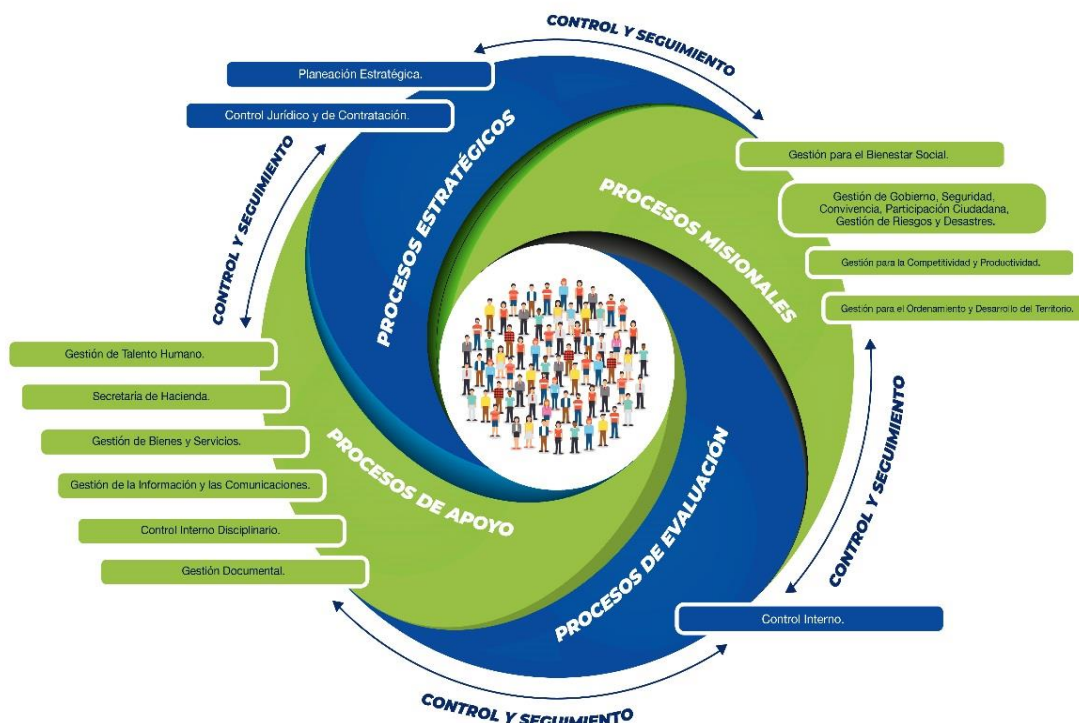 CONTROL Y SEGUIMIENTO
Planeación Estratégica.
Control Jurídico y de Contratación.
CONTROL Y SEGUIMIENTO
PROCESOS ESTRATÉGICOS
PROCESOS MISIONALES
Gestión para el Bienestar Social.
Gestión de Gobierno, Seguridad,
Convivencia, Participación Ciudadana,
Gestión de Riesgos y Desastres.
Gestión para la Competitividad y Productividad.
Gestión para el Ordenamiento y Desarrollo del Territorio.
Gestión de Talento Humano.
Secretaría de Hacienda.
Gestión de Bienes y Servicios.
Gestión de la Información y las Comunicaciones.
Control Interno Disciplinario.
Gestión Documental.
PROCESOS DE APOYO
PROCESOS DE EVALUACIÓN
CONTROL Y SEGUIMIENTO
Control Interno.
CONTROL Y SEGUIMIENTO